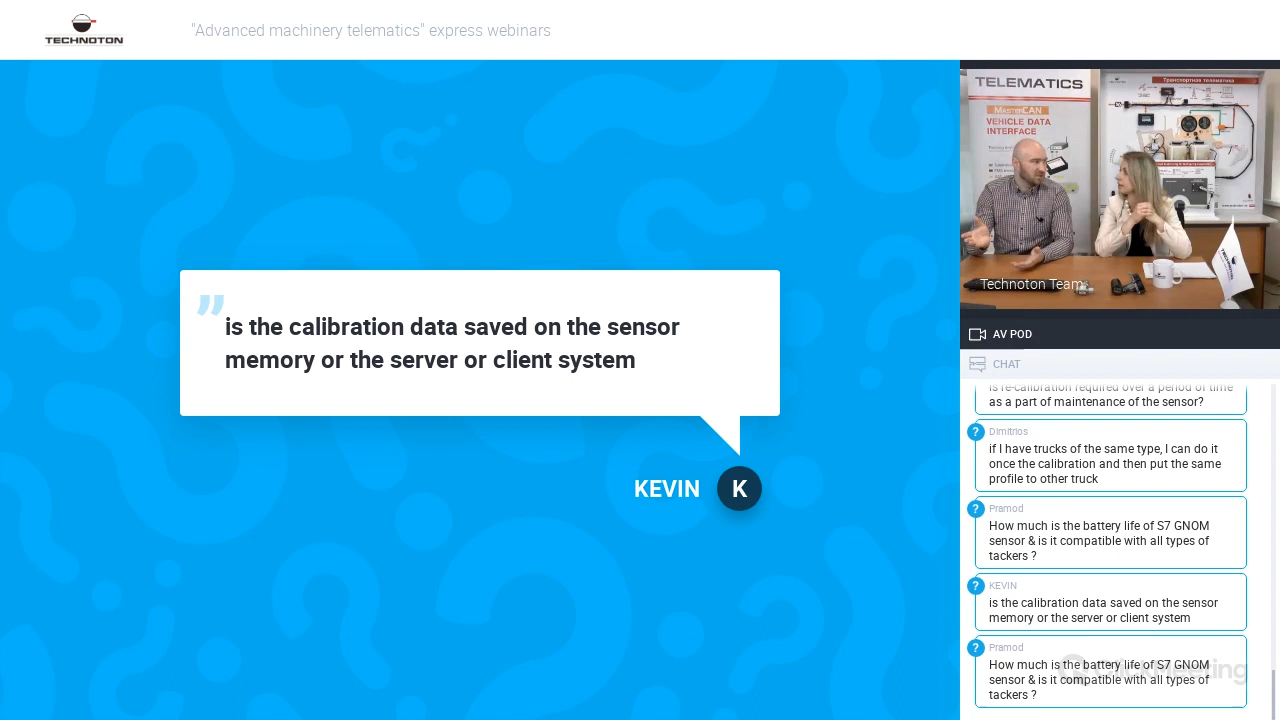 TECHNOTON
"Advanced machinery telematics" express webinars
is the calibration data saved on the sensor
memory or the server or client system
KEVIN
K
TELEMATICS
MasterCAN
VEHICLE DATA
INTERFACE
Транспортная телематика
Technoton Team
AV POD
CHAT
is re-calibration required over a period of time
as a part of maintenance of the sensor?
?
Dimitrios
if I have trucks of the same type, I can do it
once the calibration and then put the same
profile to other truck
?
Pramod
How much is the battery life of S7 GNOM
sensor & is it compatible with all types of
tackers ?
?
KEVIN
is the calibration data saved on the sensor
memory or the server or client system
?
Pramod
How much is the battery life of S7 GNOM
sensor & is it compatible with all types of
tackers ?
ClickMeeting